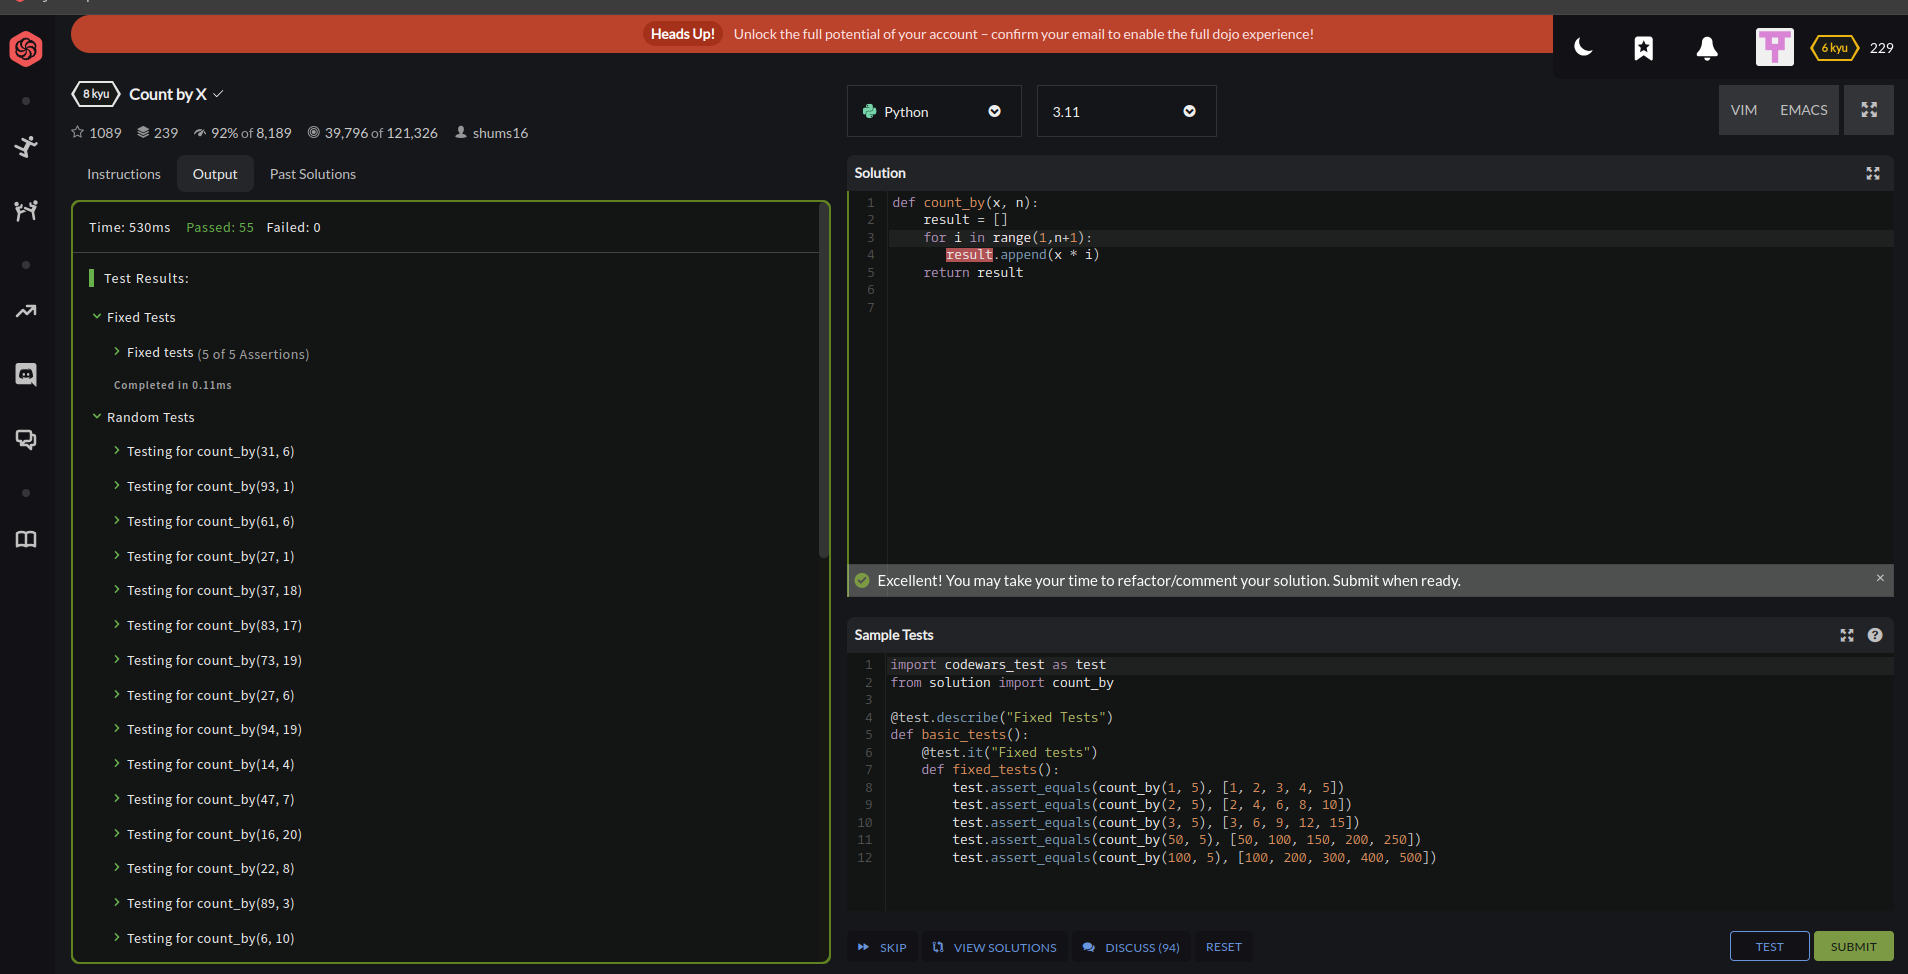 Heads Up! Unlock the full potential of your account – confirm your email to enable the full dojo experience!
6 kyu 229
8 kyu Count by X
1089 239 92% of 8,189 39,796 of 121,326 shums16
Instructions Output Past Solutions
Time: 530ms Passed: 55 Failed: 0
Test Results:
Fixed Tests
Fixed tests (5 of 5 Assertions)
Completed in 0.11ms
Random Tests
Testing for count_by(31, 6)
Testing for count_by(93, 1)
Testing for count_by(61, 6)
Testing for count_by(27, 1)
Testing for count_by(37, 18)
Testing for count_by(83, 17)
Testing for count_by(73, 19)
Testing for count_by(27, 6)
Testing for count_by(94, 19)
Testing for count_by(14, 4)
Testing for count_by(47, 7)
Testing for count_by(16, 20)
Testing for count_by(22, 8)
Testing for count_by(89, 3)
Testing for count_by(6, 10)
Python 3.11 VIM EMACS
Solution
1 def count_by(x, n):
2     result = []
3     for i in range(1,n+1):
4        result.append(x * i)
5     return result
6
7
Excellent! You may take your time to refactor/comment your solution. Submit when ready. ×
Sample Tests
1 import codewars_test as test
2 from solution import count_by
3
4 @test.describe("Fixed Tests")
5 def basic_tests():
6     @test.it("Fixed tests")
7     def fixed_tests():
8         test.assert_equals(count_by(1, 5), [1, 2, 3, 4, 5])
9         test.assert_equals(count_by(2, 5), [2, 4, 6, 8, 10])
10         test.assert_equals(count_by(3, 5), [3, 6, 9, 12, 15])
11         test.assert_equals(count_by(50, 5), [50, 100, 150, 200, 250])
12         test.assert_equals(count_by(100, 5), [100, 200, 300, 400, 500])
SKIP VIEW SOLUTIONS DISCUSS (94) RESET TEST SUBMIT